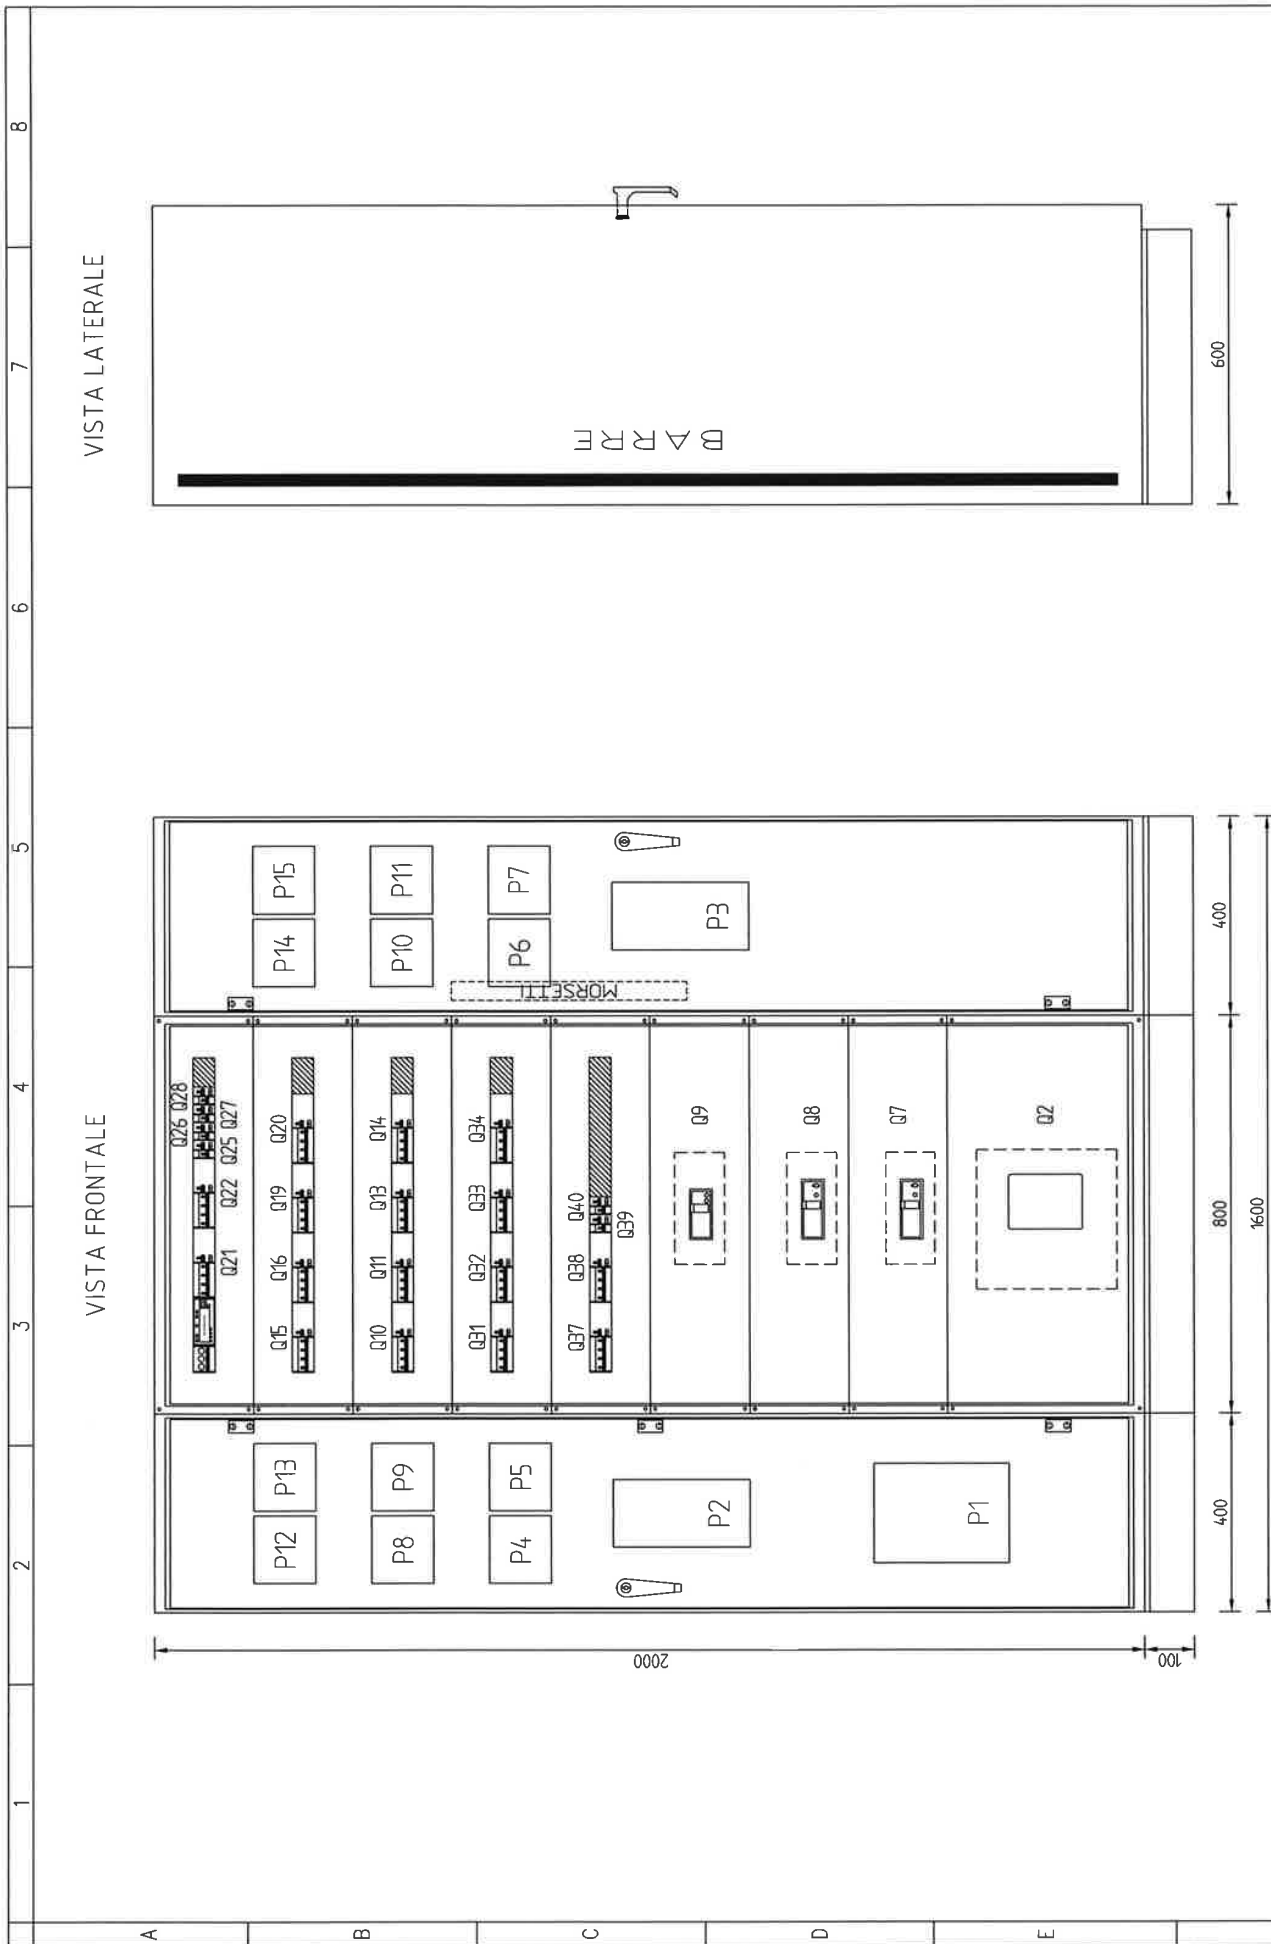 1 2 3 4 5 6 7 8
VISTA FRONTALE
VISTA LATERALE
A
B
C
D
E
Q26 Q28
Q21 Q22 Q25 Q27
P12 P13
Q15 Q16 Q19 Q20
P14 P15
P8 P9
Q10 Q11 Q13 Q14
P10 P11
P4 P5
Q31 Q32 Q33 Q34
P6 P7
MORSETTI
Q37 Q38 Q40
Q39
P2
Q9
P3
Q8
P1
Q7
Q2
BARRE
2000
100
400 800 400
1600
600